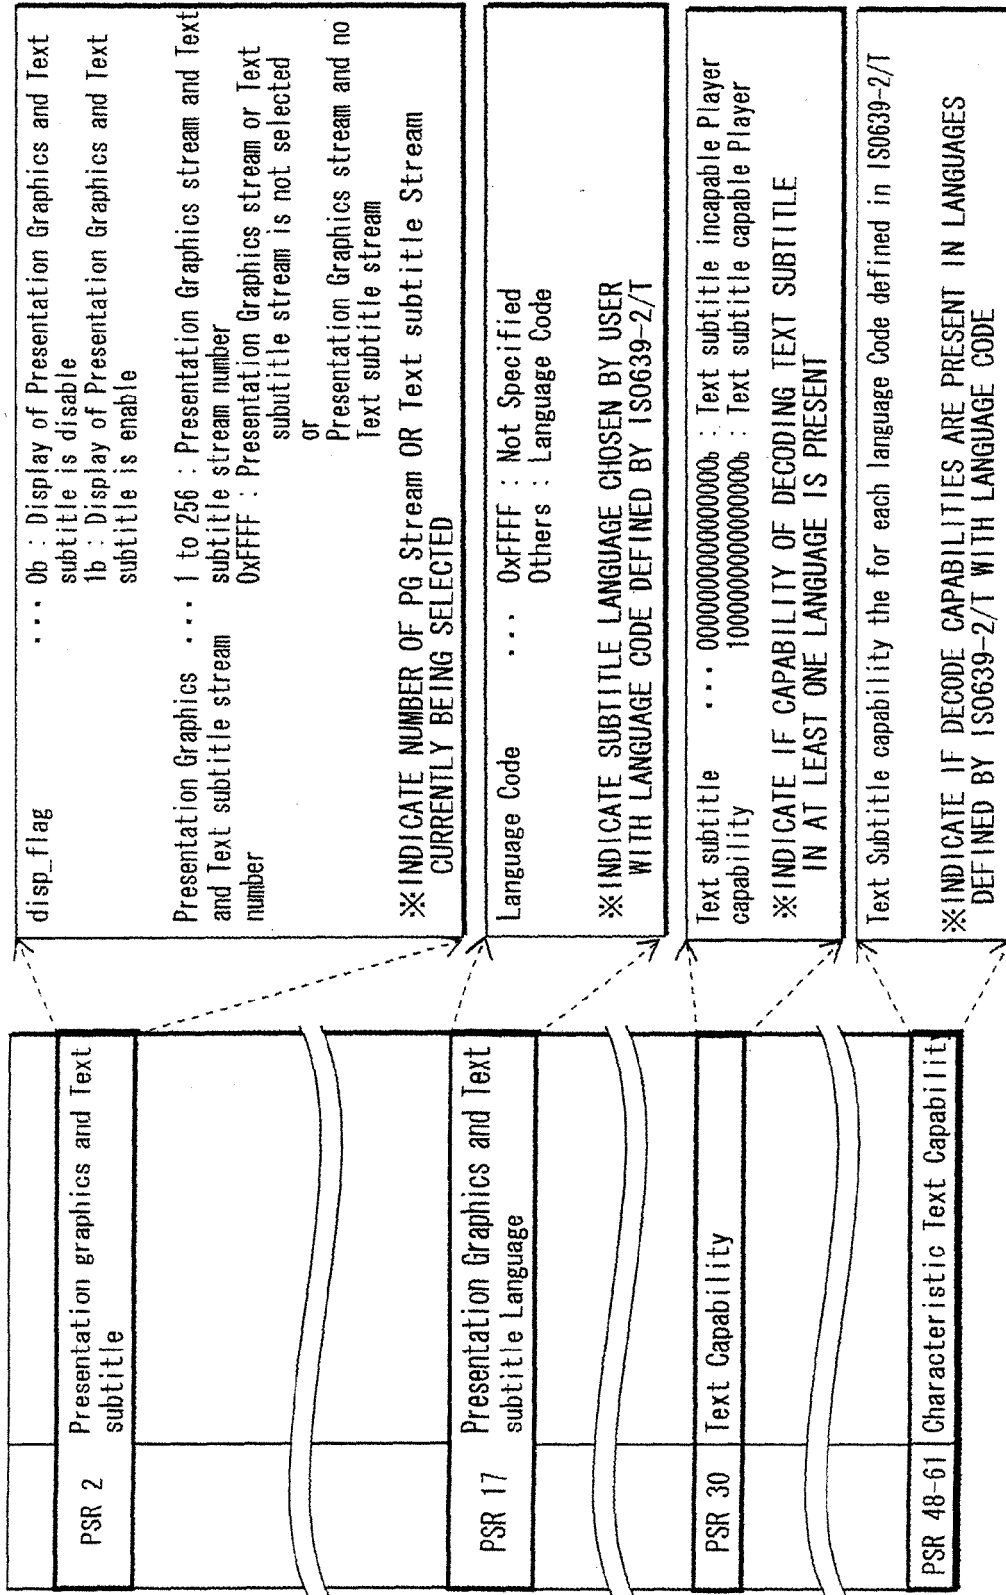 PSR 2
Presentation graphics and Text
subtitle
PSR 17
Presentation Graphics and Text
subtitle Language
PSR 30
Text Capability
PSR 48-61
Characteristic Text Capability
disp_flag
... 0b : Display of Presentation Graphics and Text
subtitle is disable
1b : Display of Presentation Graphics and Text
subtitle is enable
Presentation Graphics
and Text subtitle stream
number
... 1 to 256 : Presentation Graphics stream and Text
subtitle stream number
0xFFF : Presentation Graphics stream or Text
subutitle stream is not selected
or
Presentation Graphics stream and no
Text subtitle stream
※INDICATE NUMBER OF PG Stream OR Text subtitle Stream
CURRENTLY BEING SELECTED
Language Code
... 0xFFFF : Not Specified
Others : Language Code
※INDICATE SUBTITLE LANGUAGE CHOSEN BY USER
WITH LANGUAGE CODE DEFINED BY ISO639-2/T
Text subtitle
capability
※INDICATE IF CAPABILITY OF DECODING TEXT SUBTITLE
IN AT LEAST ONE LANGUAGE IS PRESENT
: Text subtitle incapable Player
: Text subtitle capable Player
Text Subtitle capability the for each language Code defined in ISO639-2/T
※INDICATE IF DECODE CAPABILITIES ARE PRESENT IN LANGUAGES
DEFINED BY ISO639-2/T WITH LANGUAGE CODE